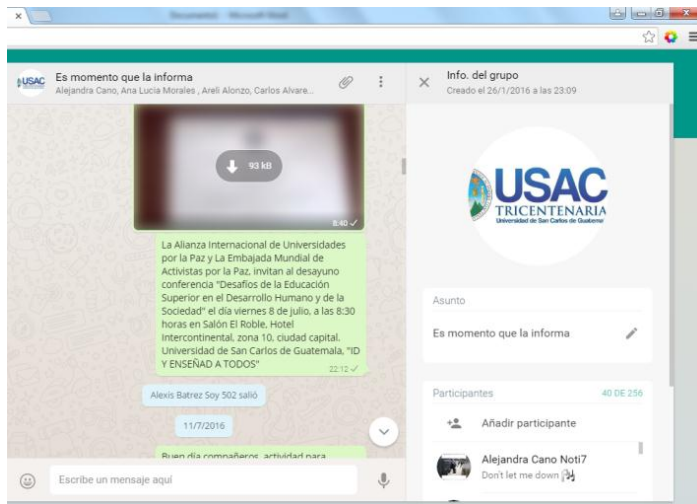 Es momento que la informa
Alejandra Cano, Ana Lucia Morales , Areli Alonzo, Carlos Alvare...
93 kB
8:40
La Alianza Internacional de Universidades
por la Paz y La Embajada Mundial de
Activistas por la Paz, invitan al desayuno
conferencia "Desafíos de la Educación
Superior en el Desarrollo Humano y de la
Sociedad" el día viernes 8 de julio, a las 8:30
horas en Salón El Roble, Hotel
Intercontinental, zona 10, ciudad capital.
Universidad de San Carlos de Guatemala, "ID
Y ENSEÑAD A TODOS"
22:12
Alexis Batrez Soy 502 salió
11/7/2016
Buen día compañeros, actividad para
Escribe un mensaje aquí
Info. del grupo
Creado el 26/1/2016 a las 23:09
USAC
TRICENTENARIA
Universidad de San Carlos de Guatemal
Asunto
Es momento que la informa
Participantes
40 DE 256
Añadir participante
Alejandra Cano Noti7
Don't let me down
USAC